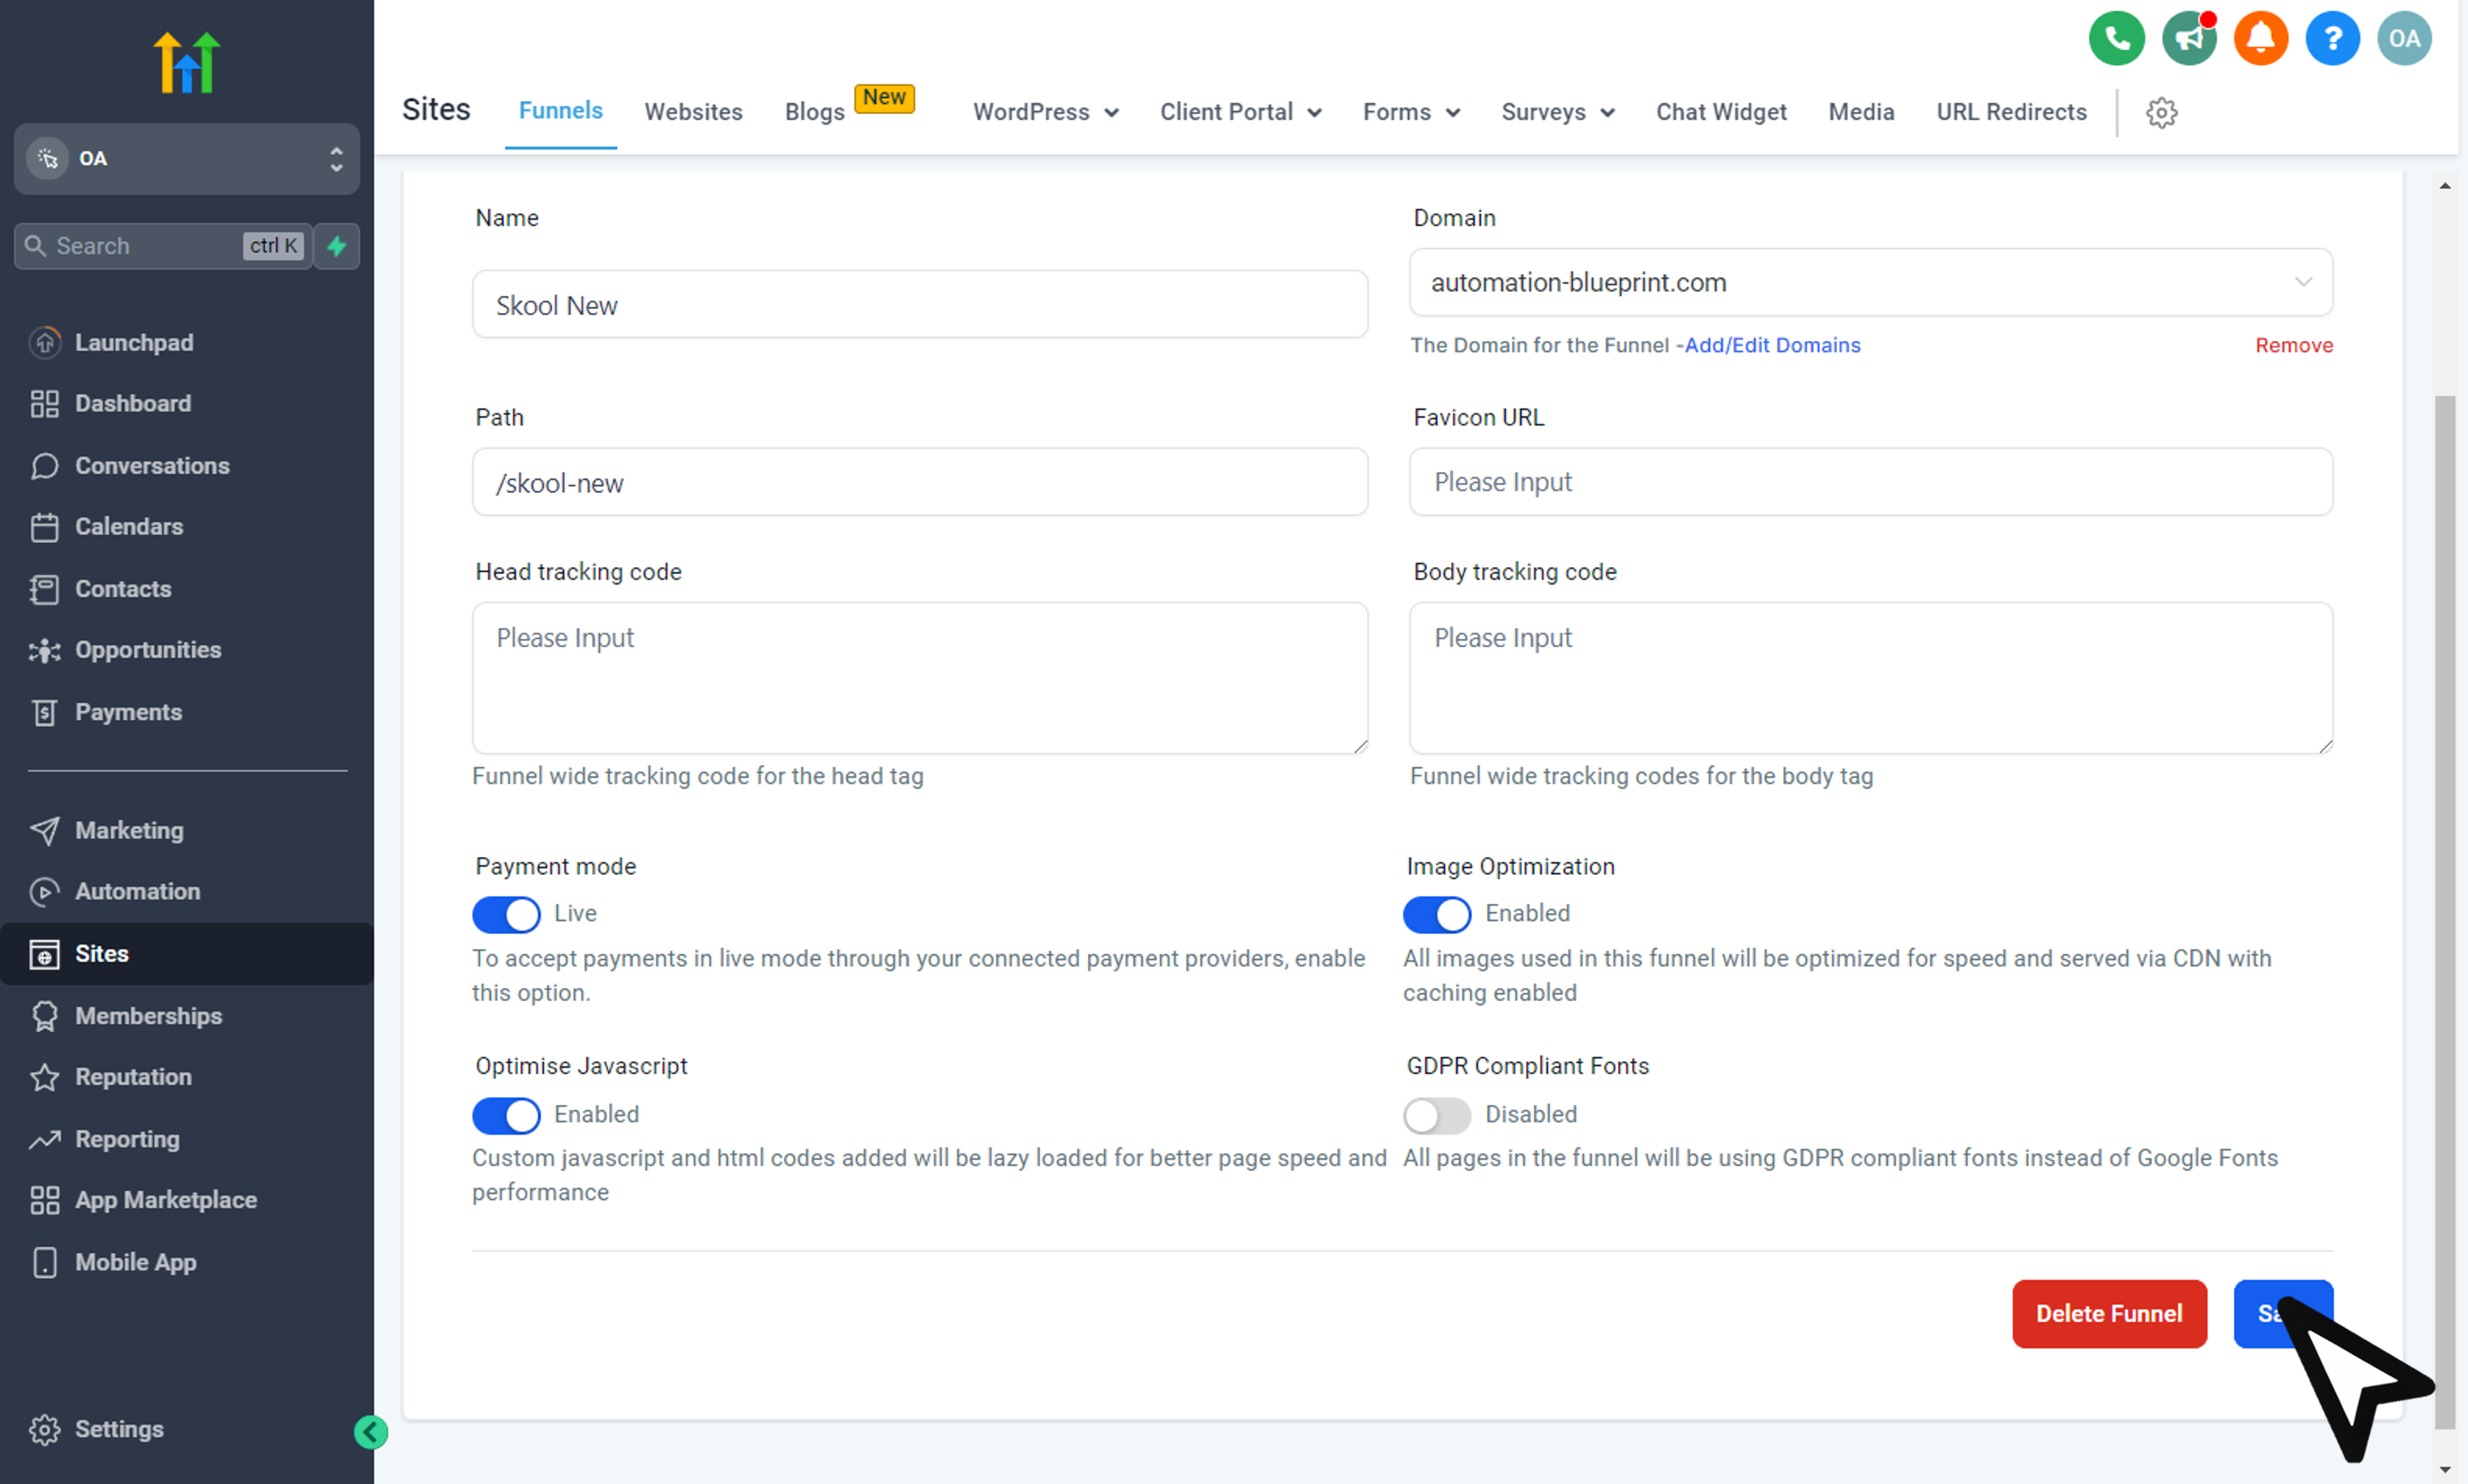 OA
Search
ctrl K
Launchpad
Dashboard
Conversations
Calendars
Contacts
Opportunities
Payments
Marketing
Automation
Sites
Memberships
Reputation
Reporting
App Marketplace
Mobile App
Settings
?
OA
Sites
Funnels
Websites
Blogs
New
WordPress
Client Portal
Forms
Surveys
Chat Widget
Media
URL Redirects
Name
Domain
Skool New
automation-blueprint.com
The Domain for the Funnel -Add/Edit Domains
Remove
Path
Favicon URL
/skool-new
Please Input
Head tracking code
Body tracking code
Please Input
Please Input
Funnel wide tracking code for the head tag
Funnel wide tracking codes for the body tag
Payment mode
Image Optimization
Live
Enabled
To accept payments in live mode through your connected payment providers, enable
this option.
All images used in this funnel will be optimized for speed and served via CDN with
caching enabled
Optimise Javascript
GDPR Compliant Fonts
Enabled
Disabled
Custom javascript and html codes added will be lazy loaded for better page speed and
performance
All pages in the funnel will be using GDPR compliant fonts instead of Google Fonts
Delete Funnel